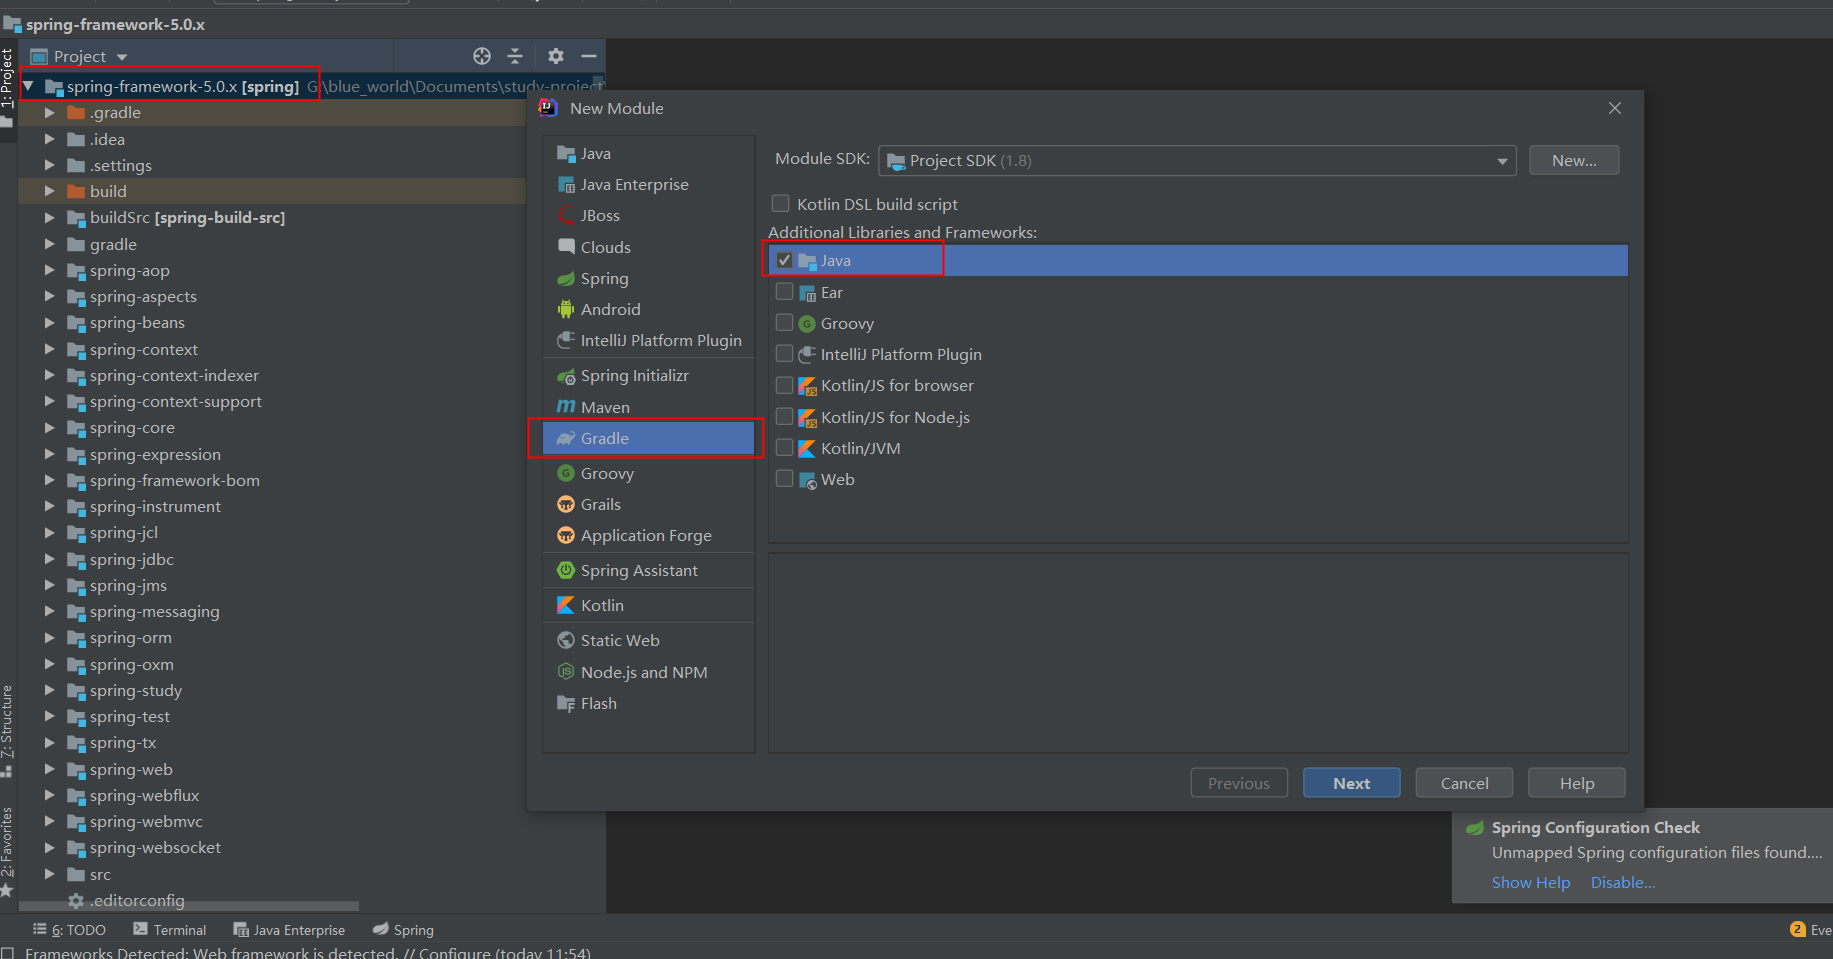 spring-framework-5.0.x
1: Project
Project
spring-framework-5.0.x [spring] G:\blue_world\Documents\study-project
.gradle
.idea
.settings
build
buildSrc [spring-build-src]
gradle
spring-aop
spring-aspects
spring-beans
spring-context
spring-context-indexer
spring-context-support
spring-core
spring-expression
spring-framework-bom
spring-instrument
spring-jcl
spring-jdbc
spring-jms
spring-messaging
spring-orm
spring-oxm
spring-study
spring-test
spring-tx
spring-web
spring-webflux
spring-webmvc
spring-websocket
src
.editorconfig
7: Structure
2: Favorites
New Module
Java
Java Enterprise
JBoss
Clouds
Spring
Android
IntelliJ Platform Plugin
Spring Initializr
Maven
Gradle
Groovy
Grails
Application Forge
Spring Assistant
Kotlin
Static Web
Node.js and NPM
Flash
Module SDK: Project SDK (1.8) New...
Kotlin DSL build script
Additional Libraries and Frameworks:
Java
Ear
Groovy
IntelliJ Platform Plugin
Kotlin/JS for browser
Kotlin/JS for Node.js
Kotlin/JVM
Web
Previous Next Cancel Help
Spring Configuration Check
Unmapped Spring configuration files found....
Show Help Disable...
6: TODO Terminal Java Enterprise Spring 2 Eve
Frameworks Detected: Web framework is detected. // Configure (today 11:54)